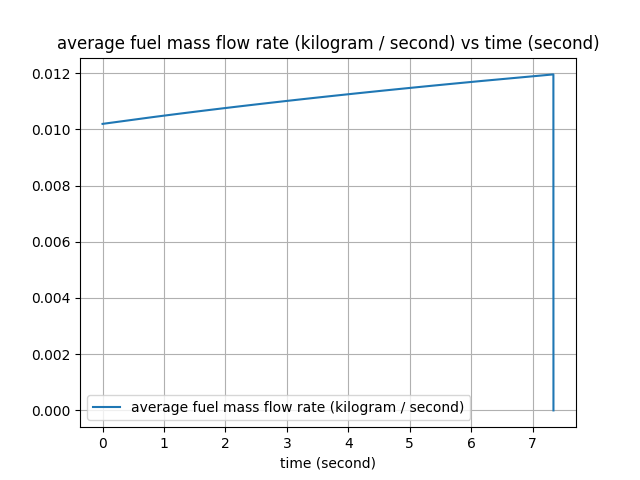 average fuel mass flow rate (kilogram / second) vs time (second)
0.012
0.010
0.008
0.006
0.004
0.002
0.000
average fuel mass flow rate (kilogram / second)
0 1 2 3 4 5 6 7
time (second)